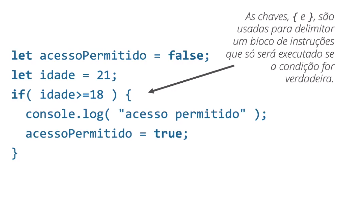 As chaves, { e }, são
usadas para delimitar
um bloco de instruções
que só será executado se
a condição for
verdadeira.
let acessoPermitido = false;
let idade = 21;
if( idade>=18 ) {
console.log( "acesso permitido" );
acessoPermitido = true;
}